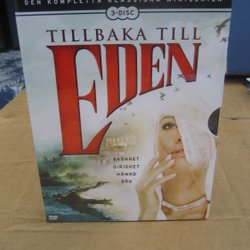 DEN KOMPLETTA KLASSISKA MINISERIEN
3-DISC
TILLBAKA TILL
EDEN
SKÖNHET
GIRIGHET
HÄMND
DÖD
DVD